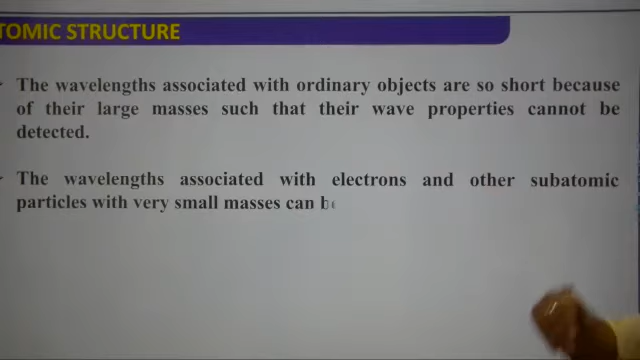 TOMIC STRUCTURE
The wavelengths associated with ordinary objects are so short because
of their large masses such that their wave properties cannot be
detected.
The wavelengths associated with electrons and other subatomic
particles with very small masses can be